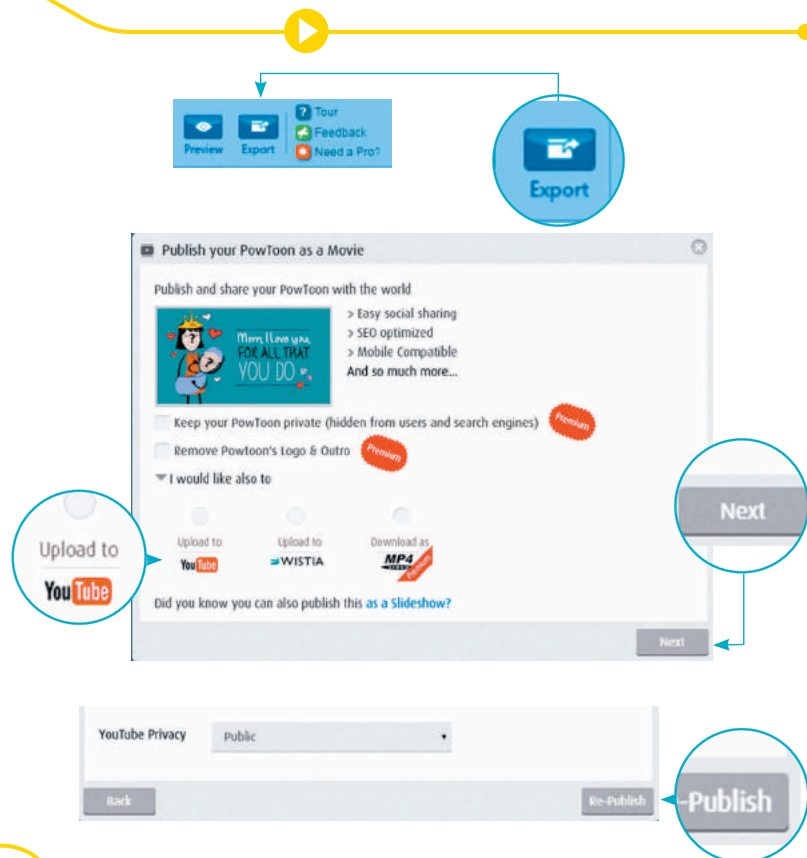 Preview
Export
? Tour
Feedback
Need a Pro?
Export
Publish your PowToon as a Movie
Publish and share your PowToon with the world
Mom, I love you,
FOR ALL THAT
YOU DO
> Easy social sharing
> SEO optimized
> Mobile Compatible
And so much more...
Keep your PowToon private (hidden from users and search engines)
Premium
Remove Powtoon's Logo & Outro
Premium
I would like also to
Upload to
YouTube
Upload to
WISTIA
Download as
MP4
Premium
Upload to
YouTube
Next
Did you know you can also publish this as a Slideshow?
Next
YouTube Privacy
Public
Back
Re-Publish
-Publish